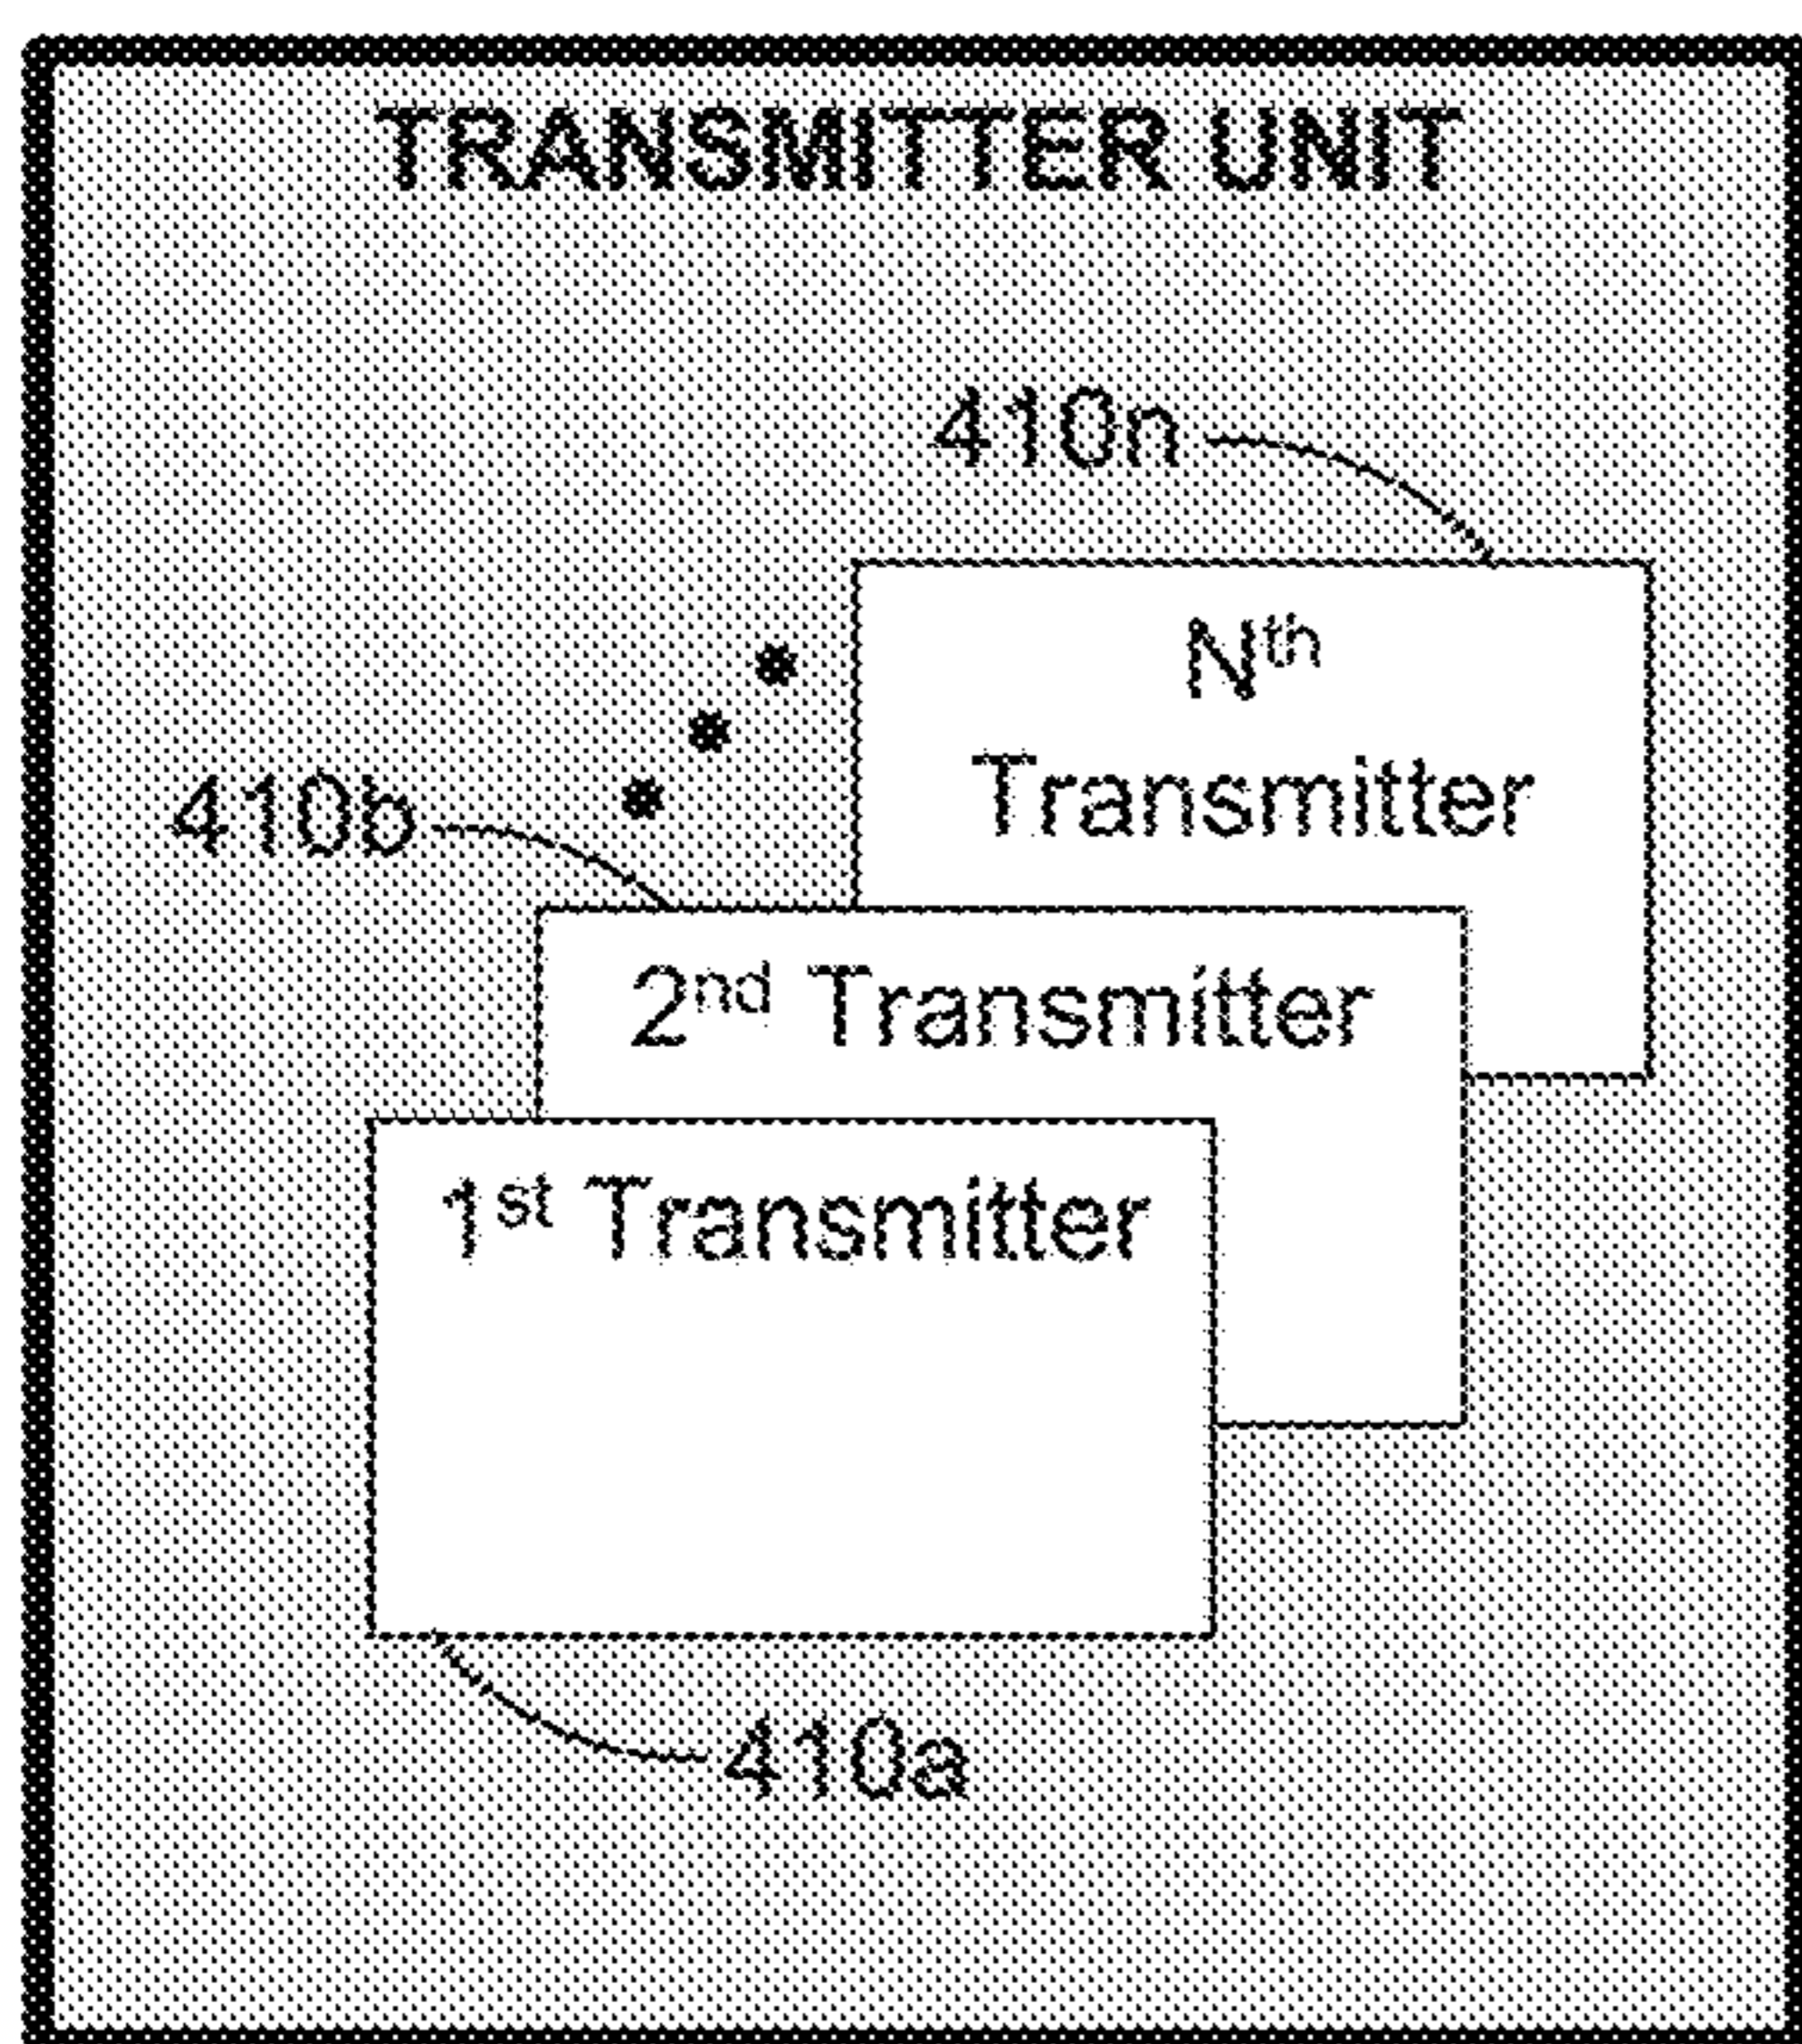 TRANSMITTER UNIT
410n
Nth
Transmitter
410b
2nd Transmitter
1st Transmitter
410a